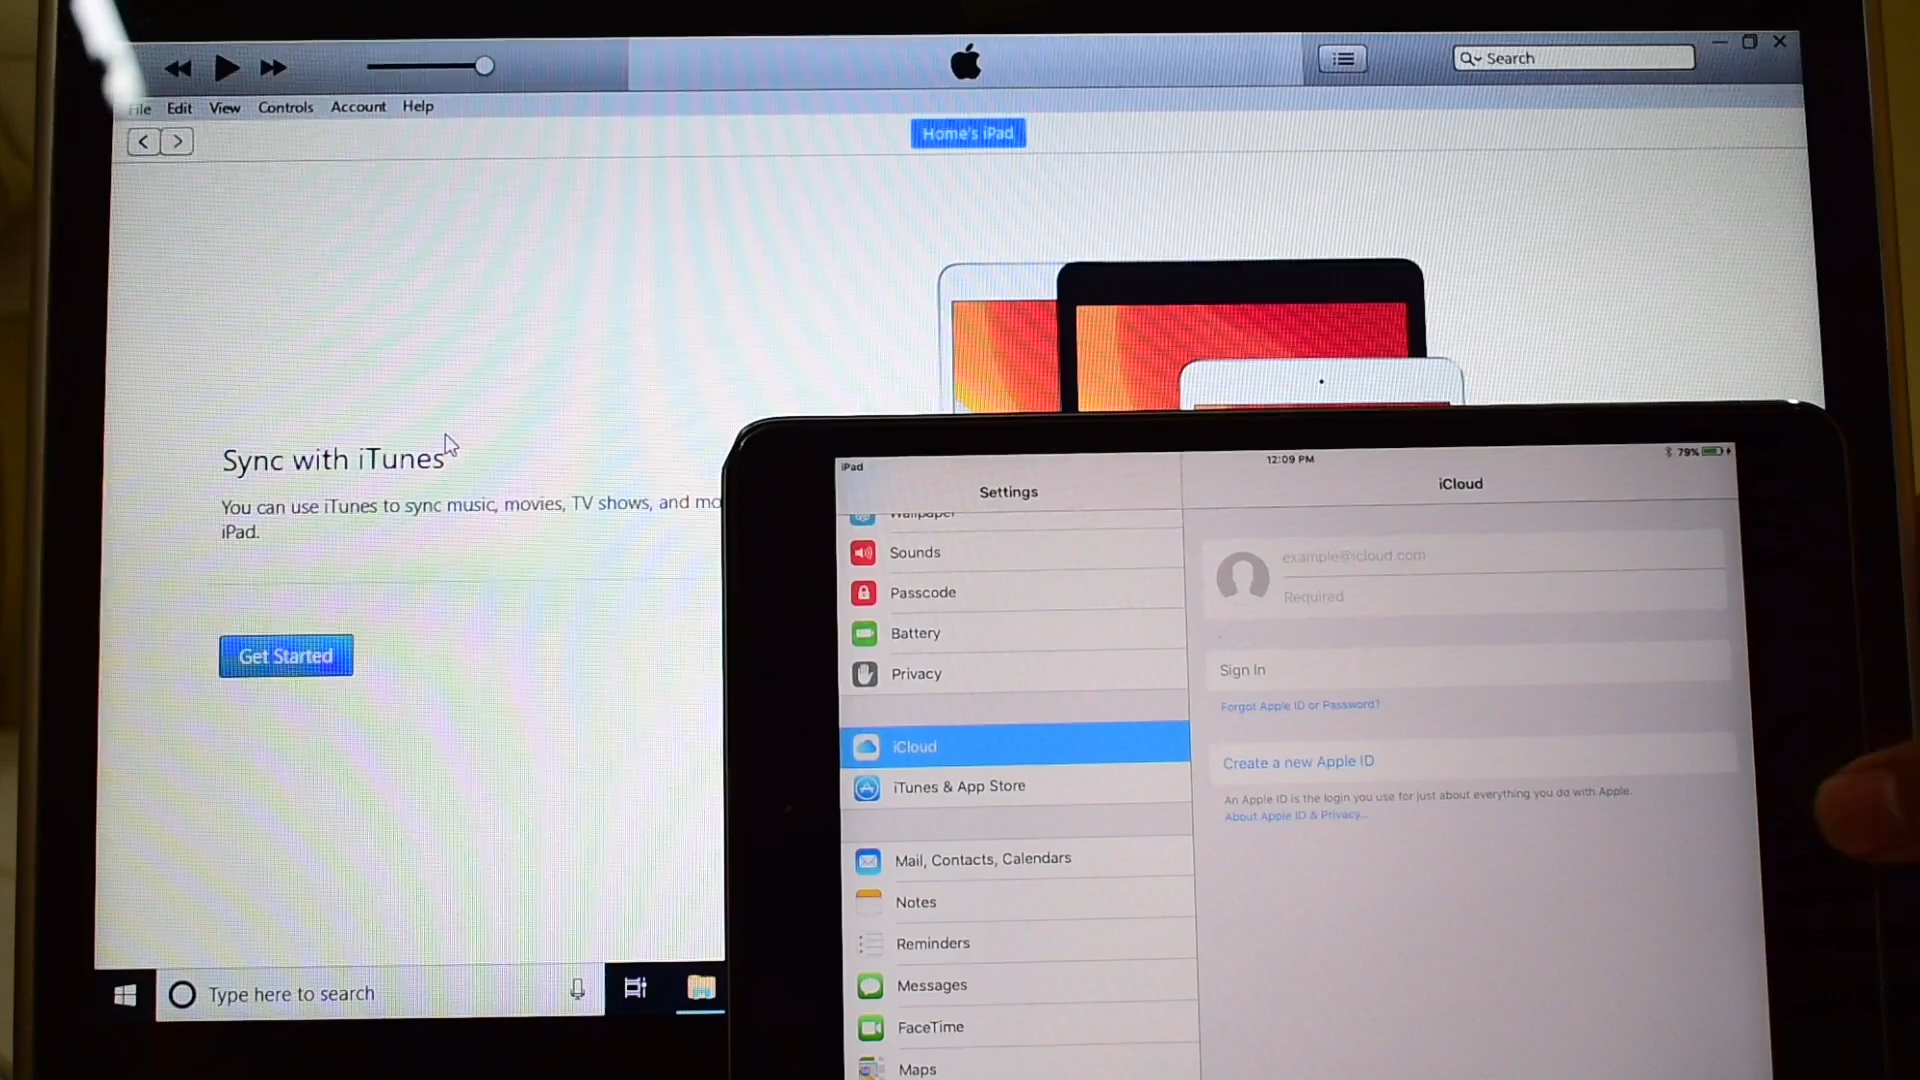 Search
File Edit View Controls Account Help
Home's iPad
Sync with iTunes
You can use iTunes to sync music, movies, TV shows, and mo
iPad.
Get Started
Type here to search
iPad
12:09 PM
79%
Settings
iCloud
Wallpaper
Sounds
Passcode
Battery
Privacy
iCloud
iTunes & App Store
Mail, Contacts, Calendars
Notes
Reminders
Messages
FaceTime
Maps
example@icloud.com
Required
Sign In
Forgot Apple ID or Password?
Create a new Apple ID
An Apple ID is the login you use for just about everything you do with Apple.
About Apple ID & Privacy...